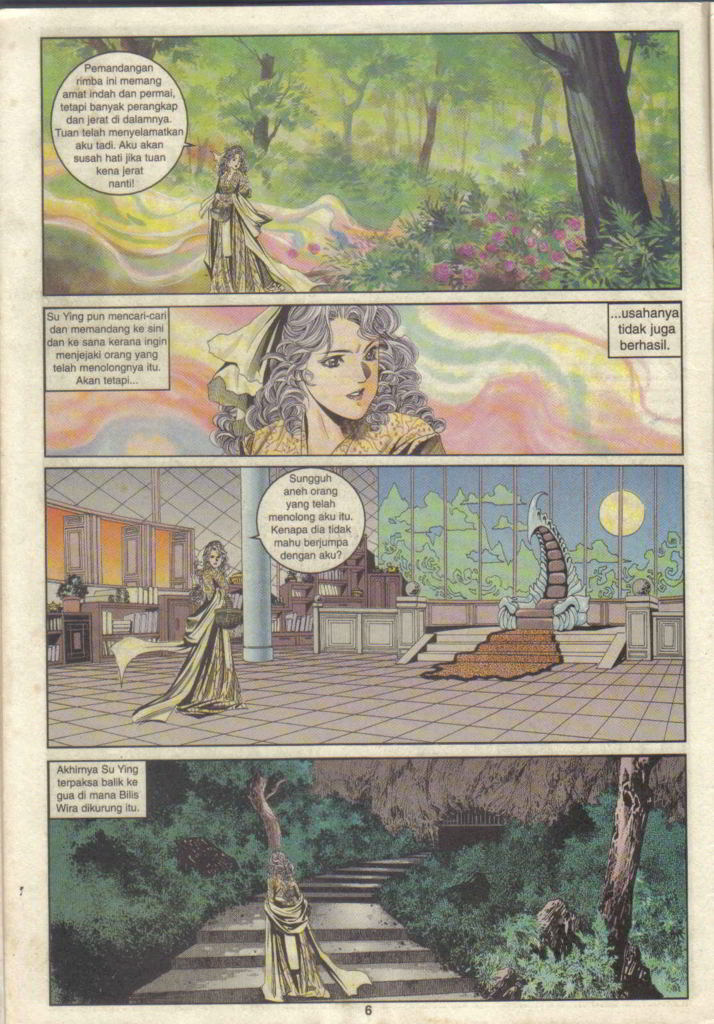 Pemandangan
rimba ini memang
amat indah dan permai,
tetapi banyak perangkap
dan jerat di dalamnya.
Tuan telah menyelamatkan
aku tadi. Aku akan
susah hati jika tuan
kena jerat
nanti!
Su Ying pun mencari-cari
dan memandang ke sini
dan ke sana kerana ingin
menjejaki orang yang
telah menolongnya itu.
Akan tetapi...
...usahanya
tidak juga
berhasil.
Sungguh
aneh orang
yang telah
menolong aku itu.
Kenapa dia tidak
mahu berjumpa
dengan aku?
Akhirnya Su Ying
terpaksa balik ke
gua di mana Bilis
Wira dikurung itu.
6